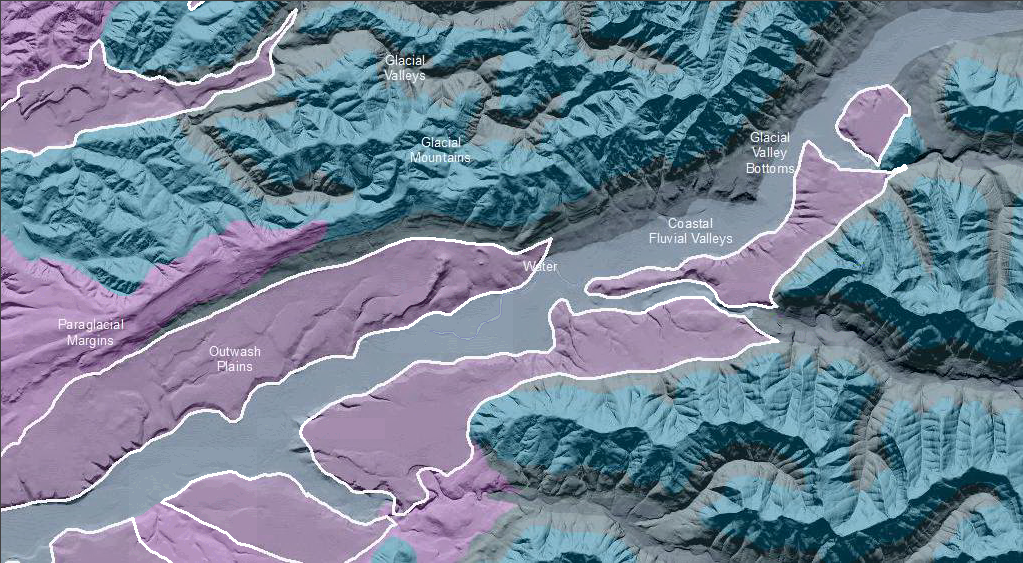 Glacial
Valleys
Glacial
Mountains
Glacial
Valley
Bottoms
Coastal
Fluvial Valleys
Water
Paraglacial
Margins
Outwash
Plains